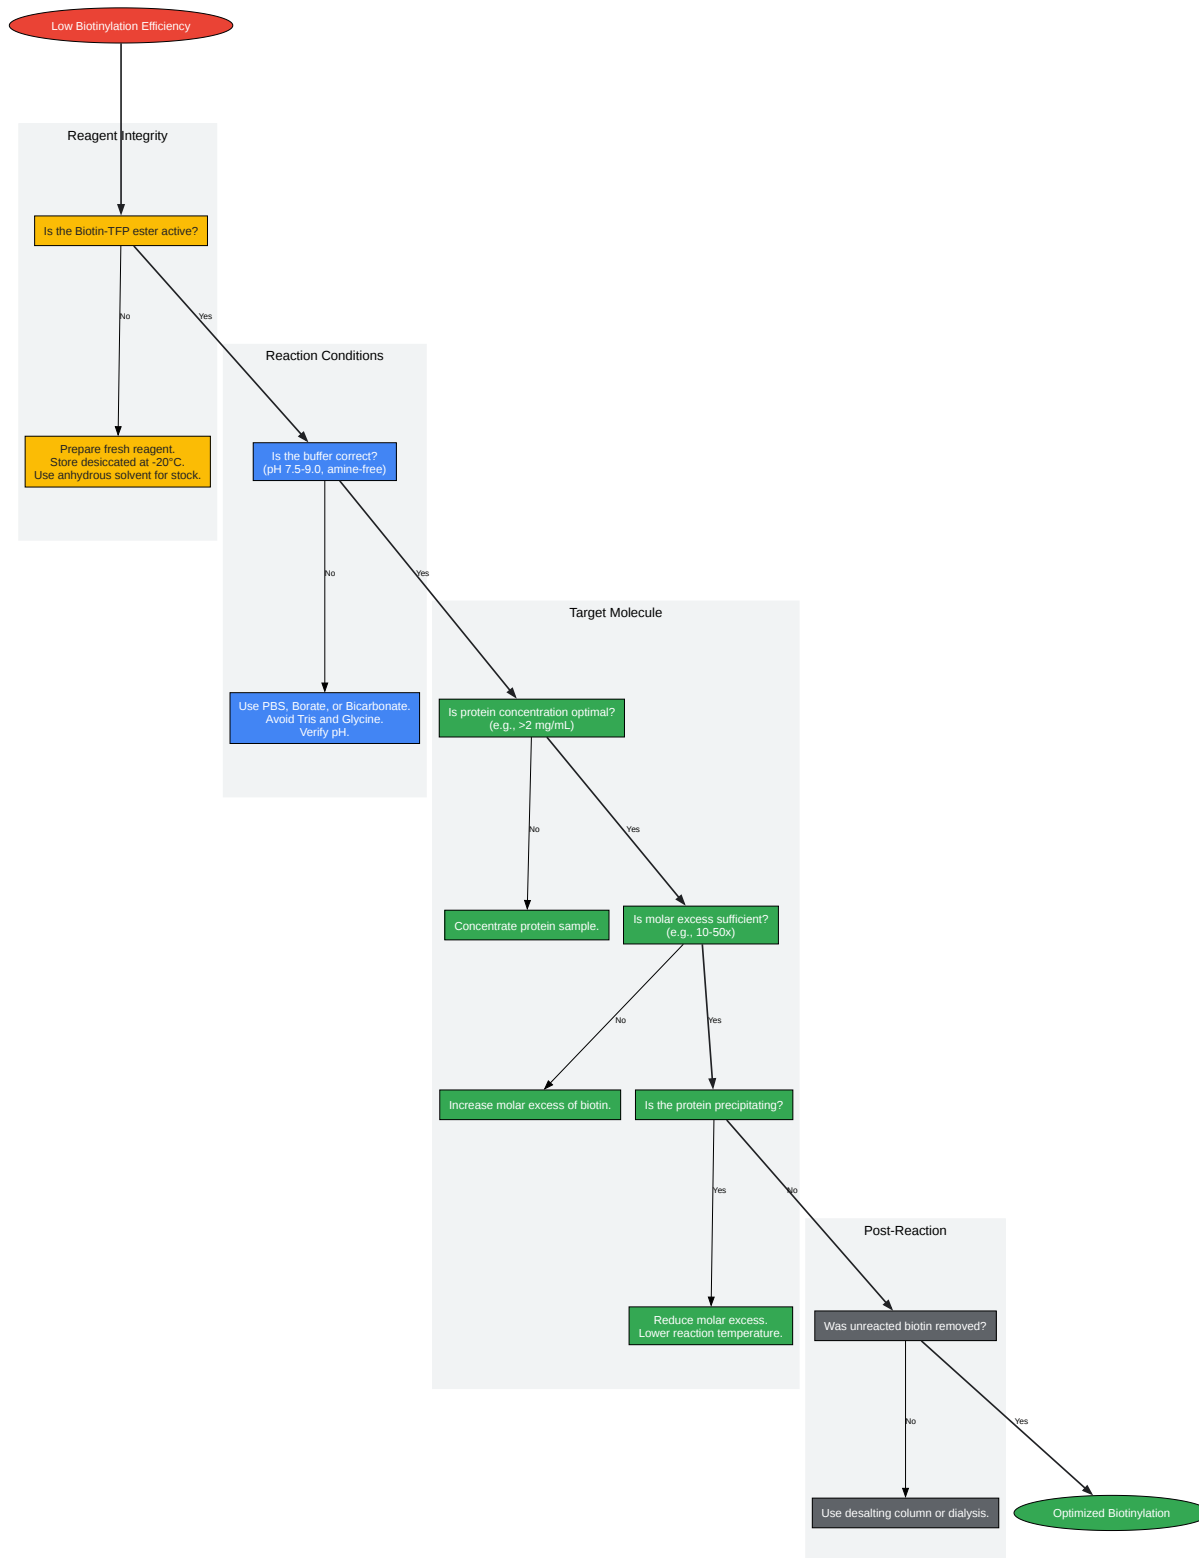 Low Biotinylation Efficiency
Reagent Integrity
Is the Biotin-TFP ester active?
No
Yes
Prepare fresh reagent.
Store desiccated at -20°C.
Use anhydrous solvent for stock.
Reaction Conditions
Is the buffer correct?
(pH 7.5-9.0, amine-free)
No
Yes
Use PBS, Borate, or Bicarbonate.
Avoid Tris and Glycine.
Verify pH.
Target Molecule
Is protein concentration optimal?
(e.g., >2 mg/mL)
No
Yes
Concentrate protein sample.
Is molar excess sufficient?
(e.g., 10-50x)
No
Yes
Increase molar excess of biotin.
Is the protein precipitating?
Yes
No
Reduce molar excess.
Lower reaction temperature.
Post-Reaction
Was unreacted biotin removed?
No
Yes
Use desalting column or dialysis.
Optimized Biotinylation